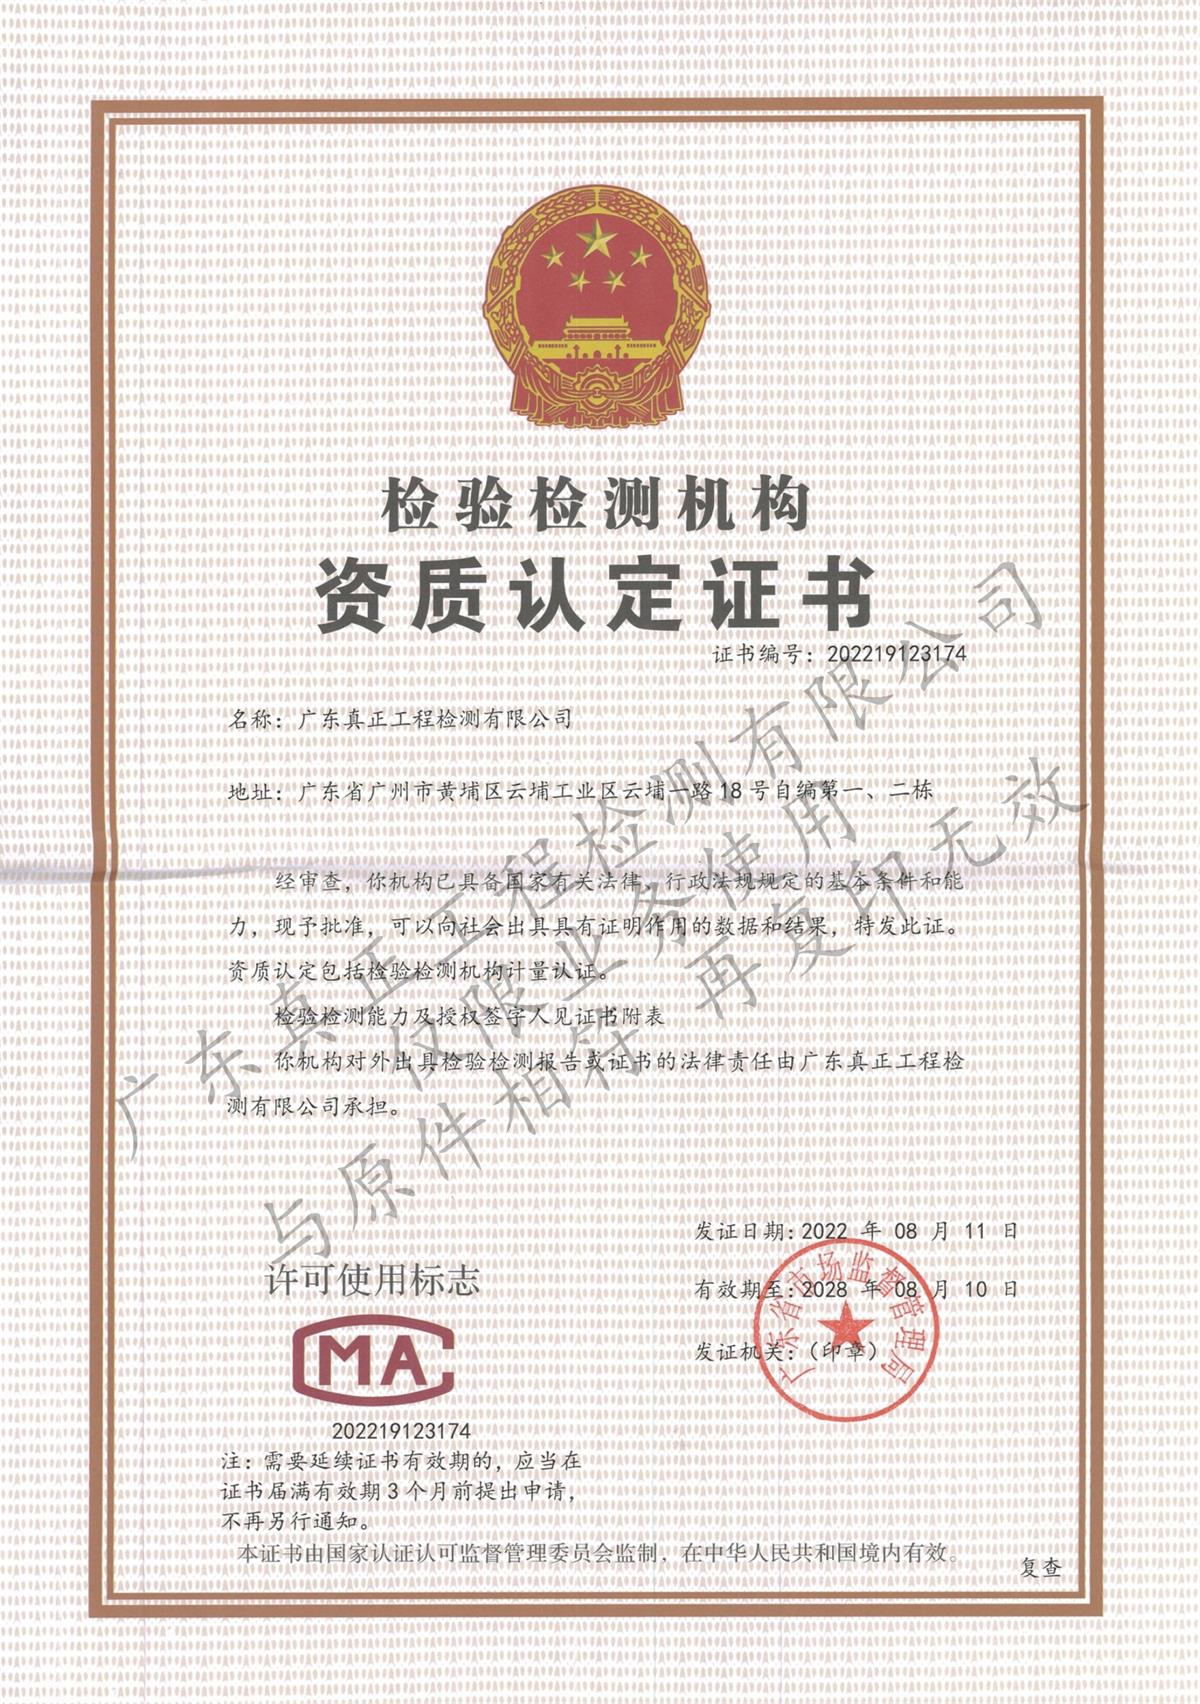 检验检测机构
资质认定证书
证书编号：202219123174
名称：广东真正工程检测有限公司
地址：广东省广州市黄埔区云埔工业区云埔一路18号自编第一、二栋
经审查，你机构已具备国家有关法律、行政法规规定的基本条件和能
力，现予批准，可以向社会出具具有证明作用的数据和结果，特发此证。
资质认定包括检验检测机构计量认证。
检验检测能力及授权签字人见证书附表
你机构对外出具检验检测报告或证书的法律责任由广东真正工程检
测有限公司承担。
广东真正工程检测有限公司
仅限业务使用
与原件相符 再复印无效
许可使用标志
MA
202219123174
发证日期：2022 年 08 月 11 日
有效期至：2028 年 08 月 10 日
发证机关：（印章）
广东省市场监督管理局
注：需要延续证书有效期的，应当在
证书届满有效期3个月前提出申请，
不再另行通知。
本证书由国家认证认可监督管理委员会监制，在中华人民共和国境内有效。
复查